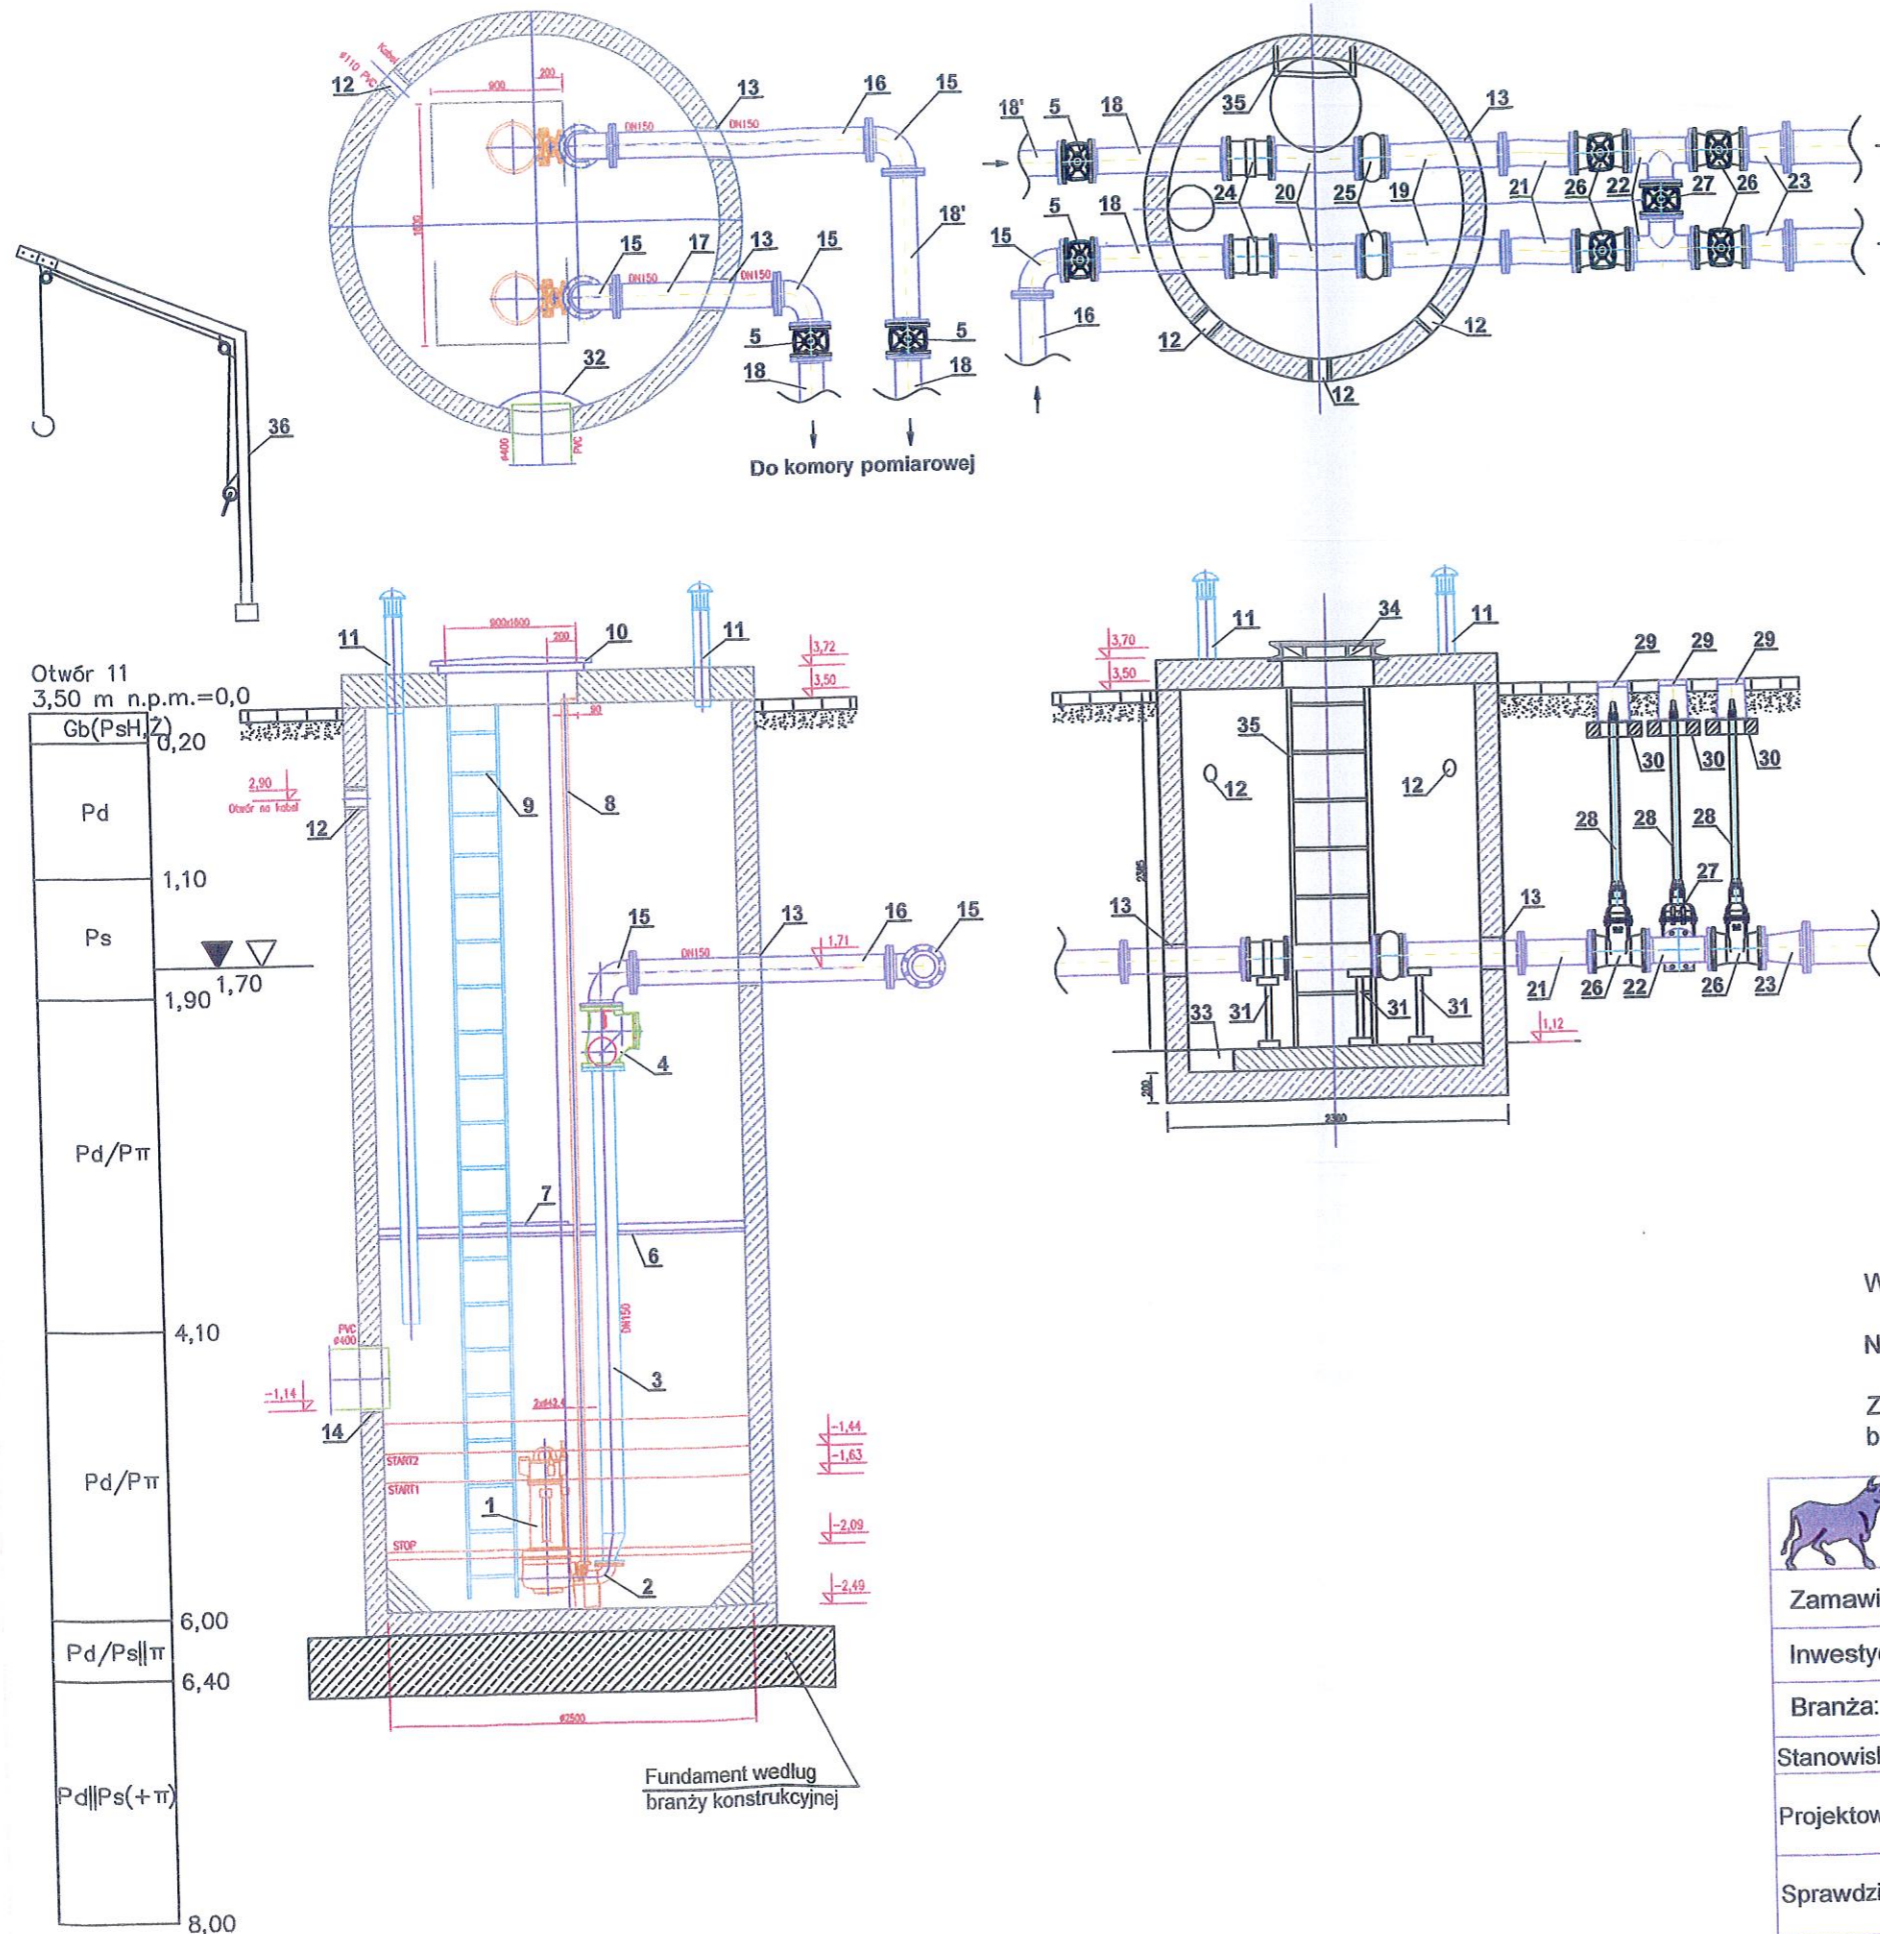 Kabel
ø110 PVC
12
900
200
1600
DN150
DN150
13
16
15
15
17
DN150
13
DN150
15
18'
5
5
32
18
18
ø400
PVC
Do komory pomiarowej
36
18'
5
18
35
13
24
20
25
19
21
26
22
27
26
23
15
5
18
16
12
12
12
Otwór 11
3,50 m n.p.m.=0,0
Gb(PsH,Ż)
0,20
Pd
1,10
Ps
1,70
1,90
Pd/Pπ
4,10
Pd/Pπ
6,00
Pd/Ps||π
6,40
Pd||Ps(+π)
8,00
11
900x1600
200
10
11
3,72
3,50
90
2,90
Otwór na kabel
12
9
8
15
DN150
13
1,71
16
15
4
7
6
DN150
3
PVC
ø400
-1,14
14
START2
START1
1
STOP
2
-1,44
-1,63
-2,09
-2,49
ø2500
Fundament według
branży konstrukcyjnej
3,70
3,50
11
34
11
29
29
29
35
12
12
30
30
30
28
28
28
27
13
13
21
26
22
26
23
33
31
31
31
1,12
200
2300
W
N
Z
b
Zamawi
Inwesty
Branża:
Stanowisk
Projektow
Sprawdzi